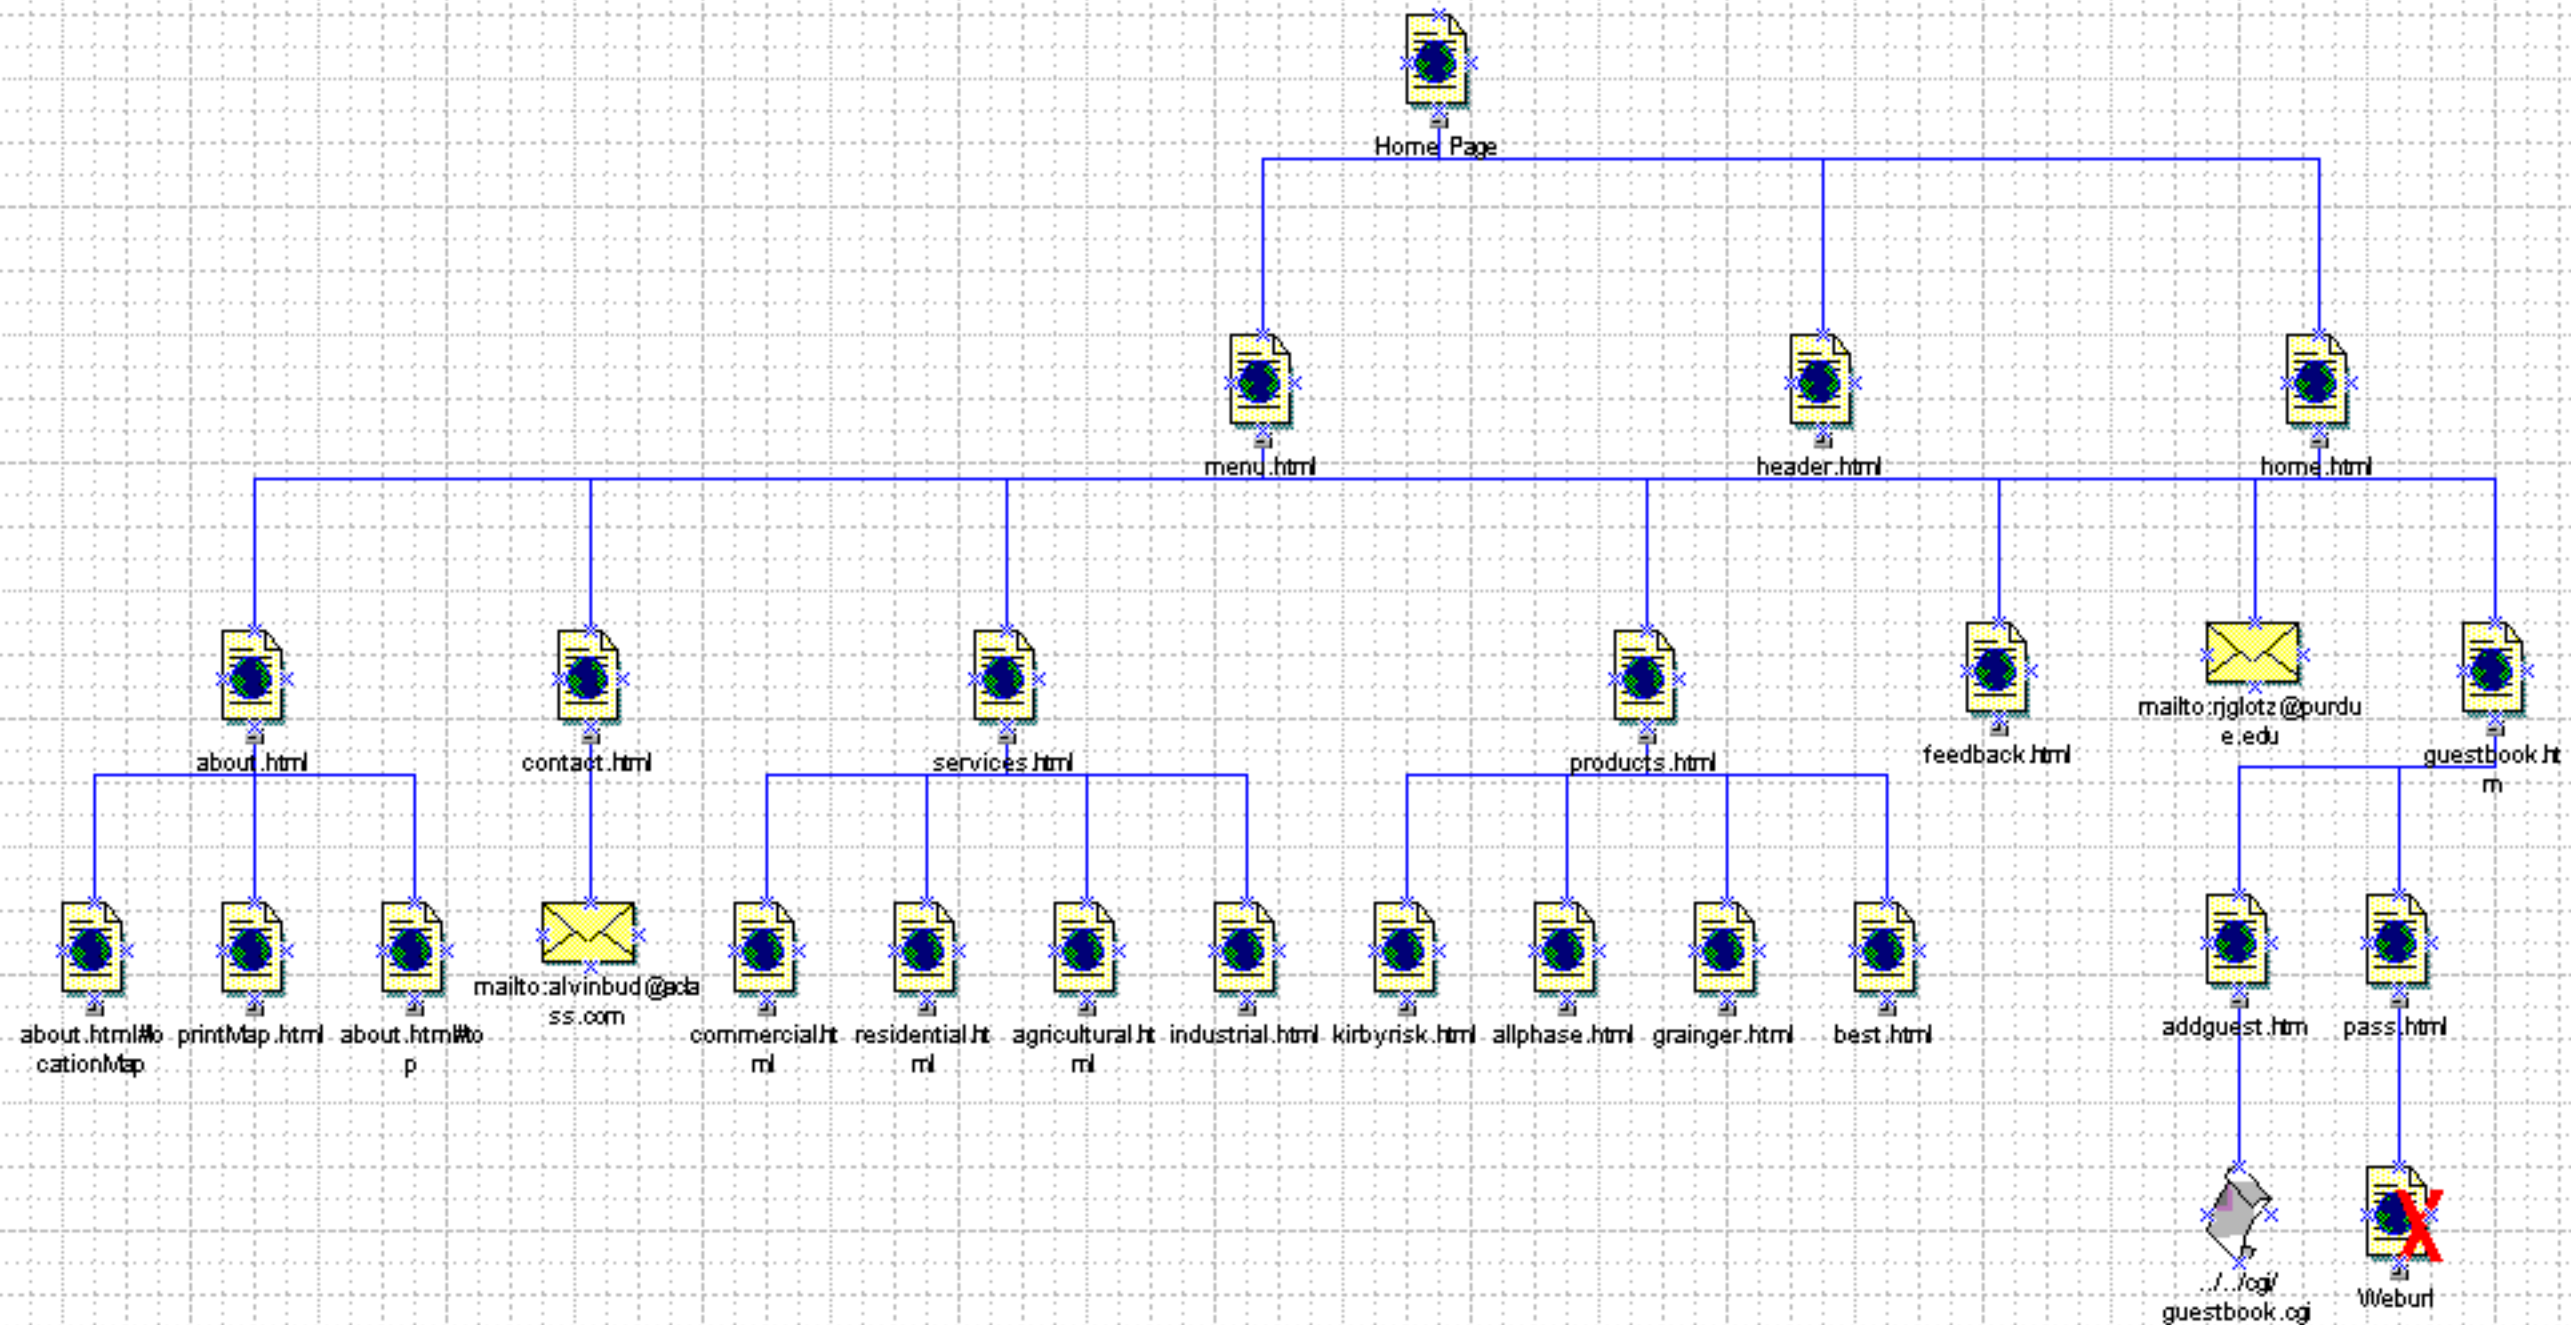 Home Page
menu.html
header.html
home.html
about.html
contact.html
services.html
products.html
feedback.html
mailto:rjglotz@purdu
e.edu
guestbook.ht
m
about.html#lo
cationMap
printMap.html
about.html#to
p
mailto:alvinbud@ada
ss.com
commercial.ht
ml
residential.ht
ml
agricultural.ht
ml
industrial.html
kirbyrisk.html
allphase.html
grainger.html
best.html
addguest.htm
pass.html
../../cgi/
guestbook.cgi
Weburl